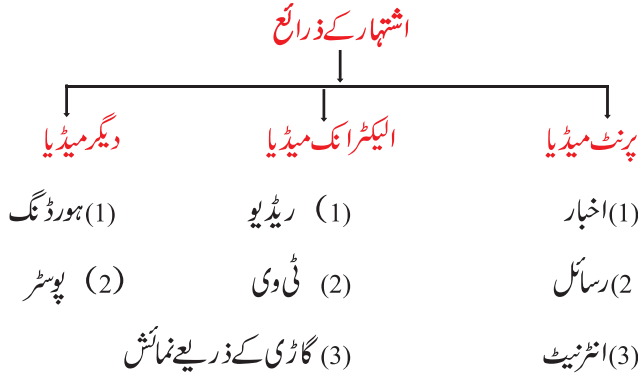 اشتہار کے ذرائع
پرنٹ میڈیا الیکٹرانک میڈیا دیگر میڈیا
(1) اخبار (1) ریڈیو (1) ہورڈنگ
2) رسائل (2) ٹی وی (2) پوسٹر
(3) انٹرنیٹ (3) گاڑی کے ذریعے نمائش